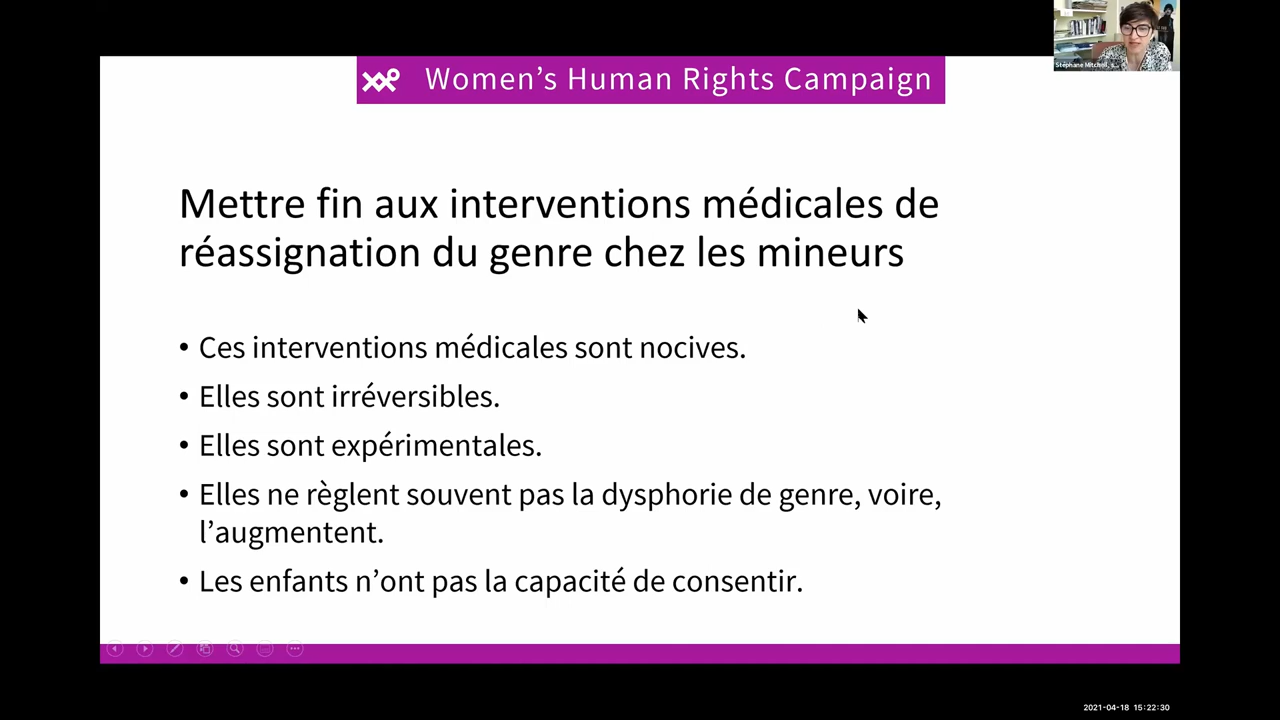 Women's Human Rights Campaign
Stéphane Mitchell, s...
Mettre fin aux interventions médicales de
réassignation du genre chez les mineurs
• Ces interventions médicales sont nocives.
• Elles sont irréversibles.
• Elles sont expérimentales.
• Elles ne règlent souvent pas la dysphorie de genre, voire,
l'augmentent.
• Les enfants n'ont pas la capacité de consentir.
2021-04-18 15:22:30